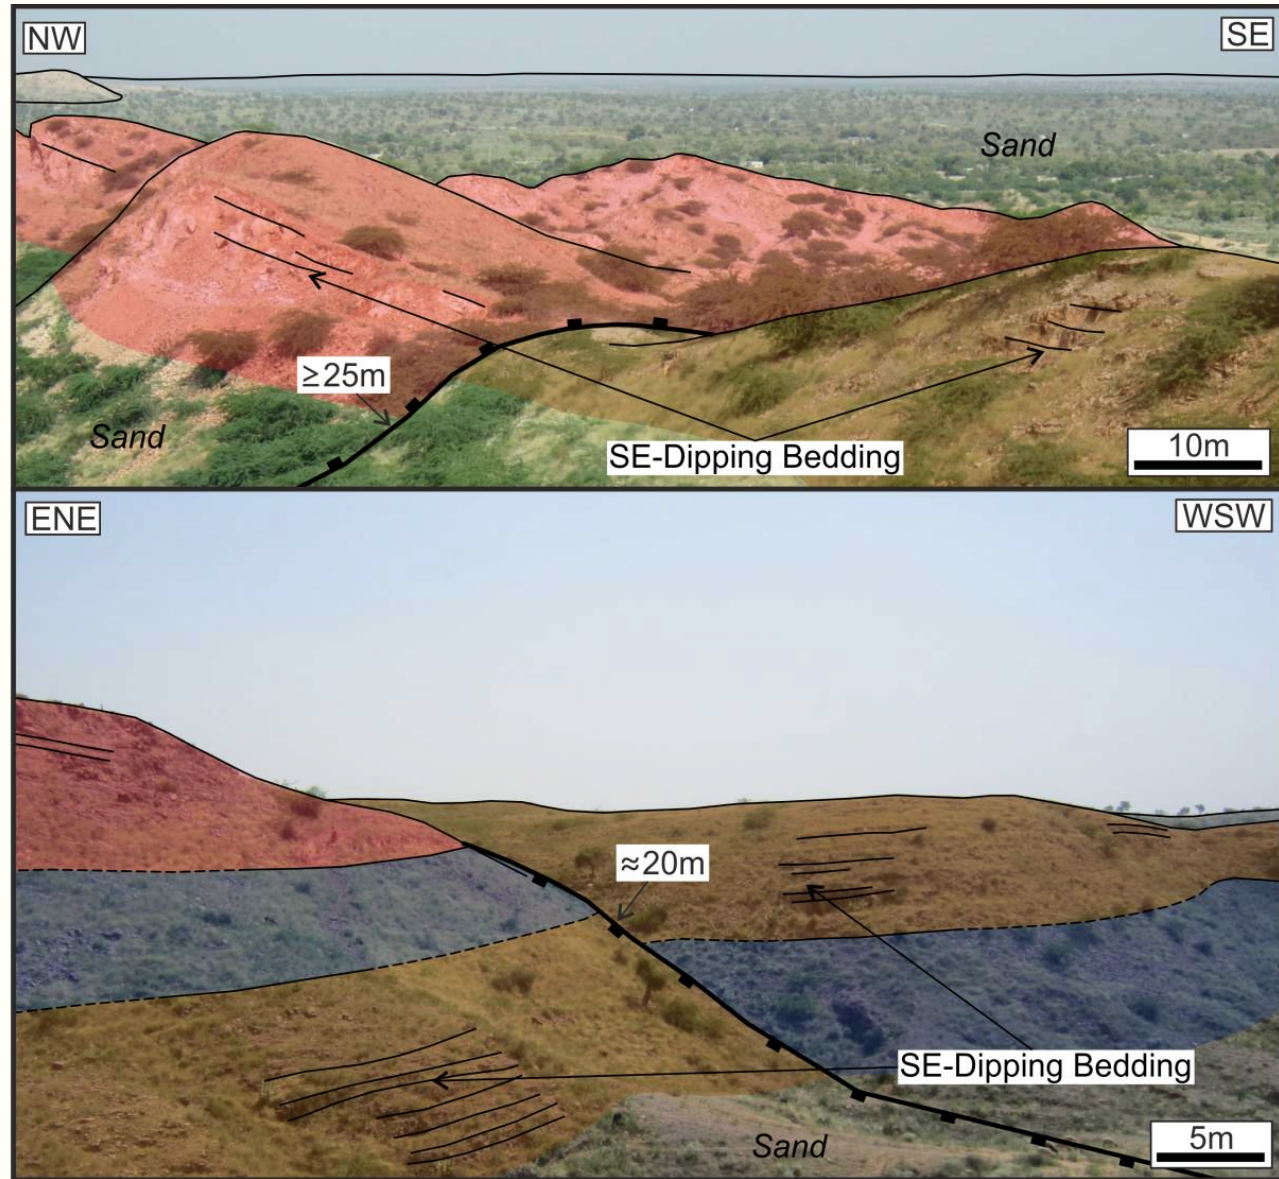 NW
SE
Sand
≥25m
Sand
SE-Dipping Bedding
10m
ENE
WSW
≈20m
SE-Dipping Bedding
Sand
5m